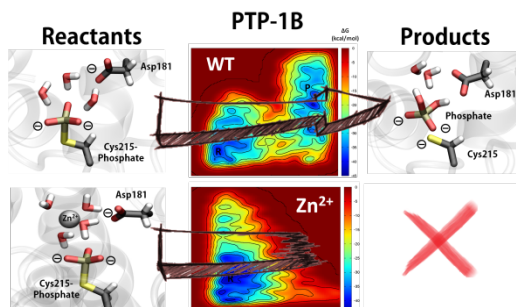 PTP-1B
Reactants
Products
ΔG
(kcal/mol)
Asp181
WT
P
R
Cys215-
Phosphate
Asp181
Phosphate
Cys215
Asp181
Zn²⁺
Cys215-
Phosphate
Zn²⁺
R